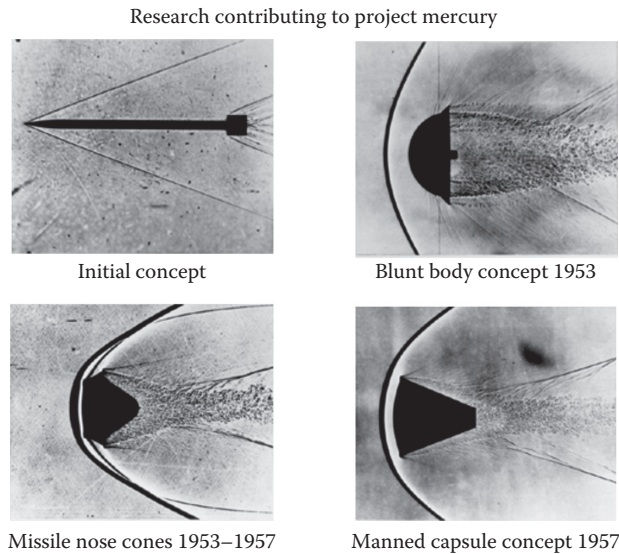 Research contributing to project mercury
Initial concept
Blunt body concept 1953
Missile nose cones 1953–1957
Manned capsule concept 1957